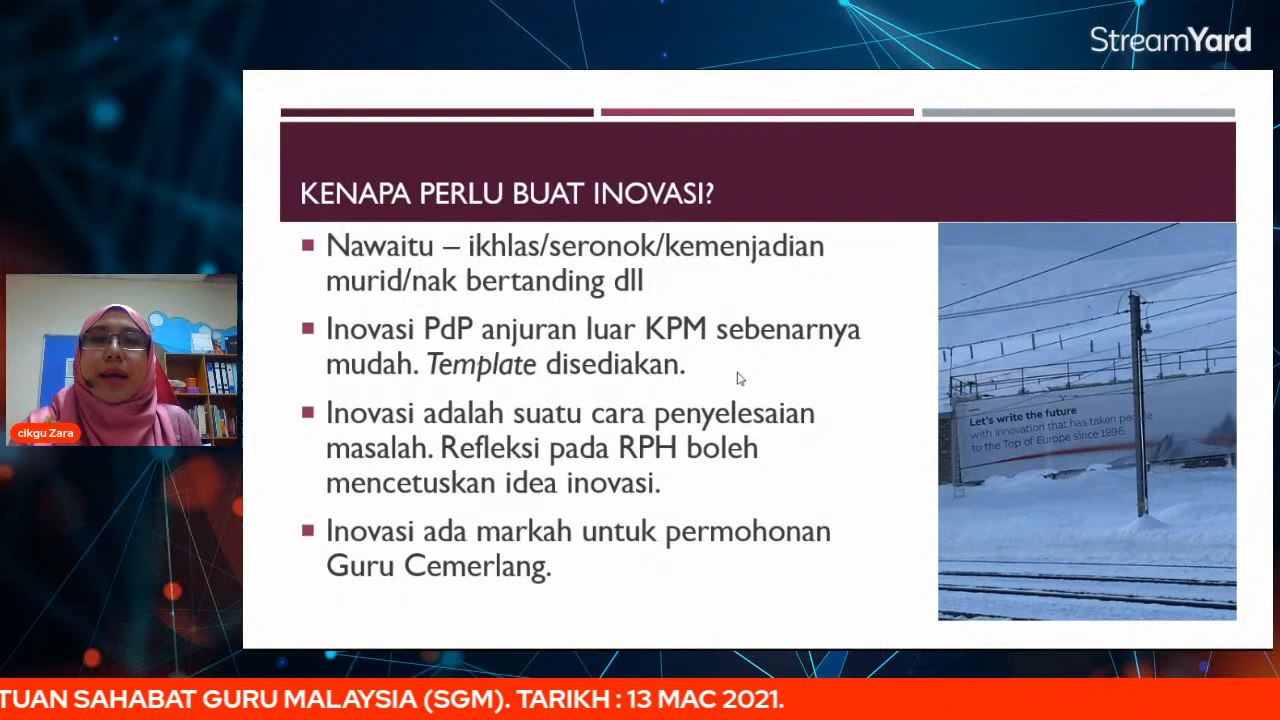 StreamYard
KENAPA PERLU BUAT INOVASI?
Nawaitu – ikhlas/seronok/kemenjadian
murid/nak bertanding dll
Inovasi PdP anjuran luar KPM sebenarnya
mudah. Template disediakan.
Inovasi adalah suatu cara penyelesaian
masalah. Refleksi pada RPH boleh
mencetuskan idea inovasi.
Inovasi ada markah untuk permohonan
Guru Cemerlang.
Let's write the future
with innovation that has taken people
to the Top of Europe since 1896.
cikgu Zara
TUAN SAHABAT GURU MALAYSIA (SGM). TARIKH : 13 MAC 2021.